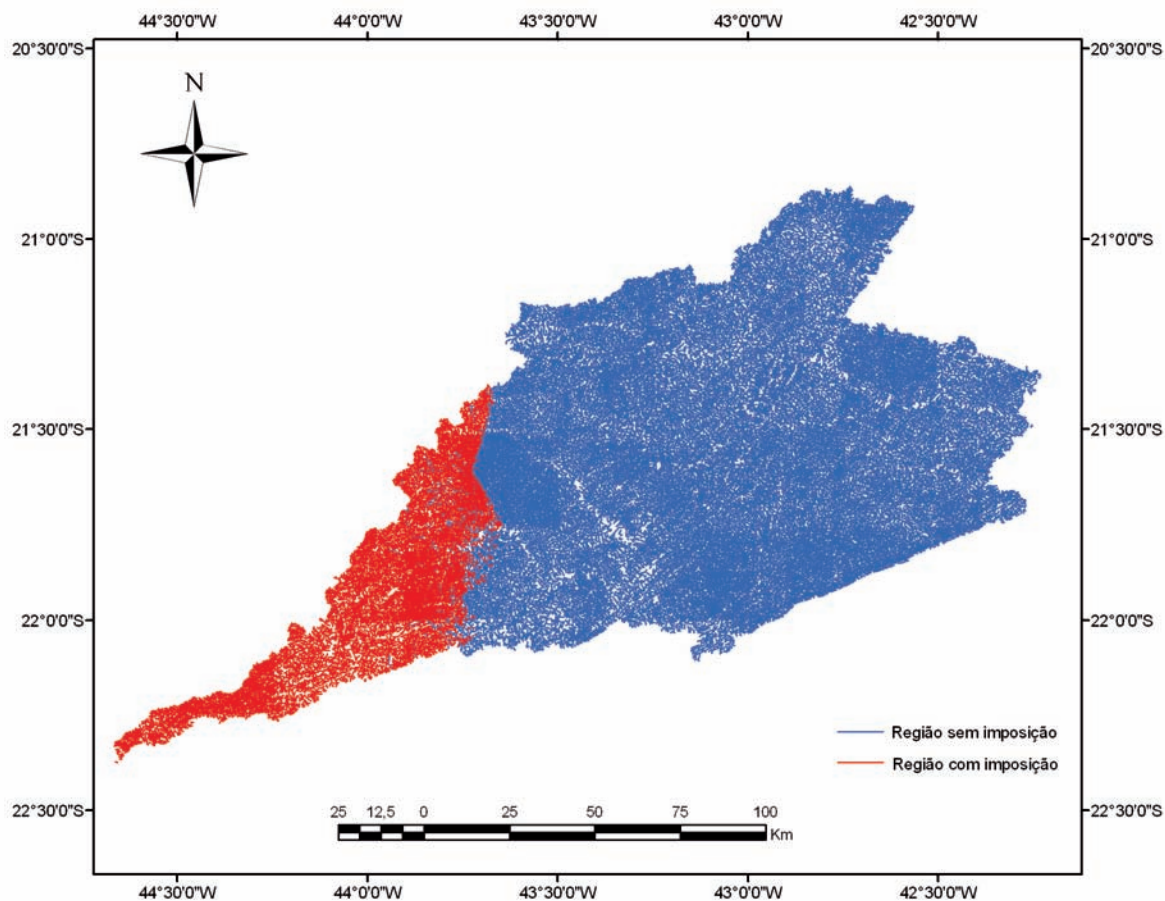 44°30'0"W 44°0'0"W 43°30'0"W 43°0'0"W 42°30'0"W
20°30'0"S 20°30'0"S
N
21°0'0"S 21°0'0"S
21°30'0"S 21°30'0"S
22°0'0"S 22°0'0"S
Região sem imposição
Região com imposição
22°30'0"S 22°30'0"S
25 12,5 0 25 50 75 100
Km
44°30'0"W 44°0'0"W 43°30'0"W 43°0'0"W 42°30'0"W